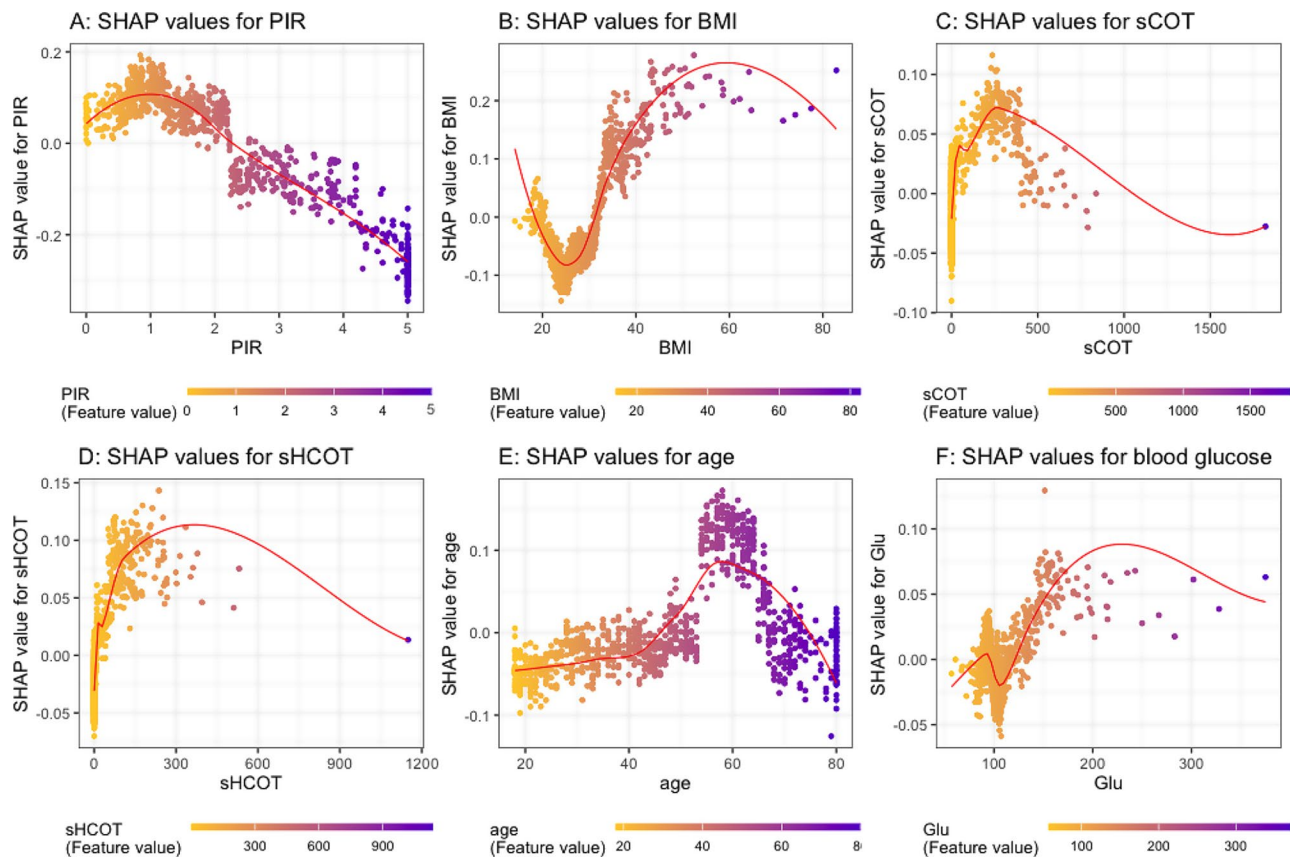 A: SHAP values for PIR
SHAP value for PIR
0.2
0.0
-0.2
0 1 2 3 4 5
PIR
PIR
(Feature value) 0 1 2 3 4 5
B: SHAP values for BMI
SHAP value for BMI
0.2
0.1
0.0
-0.1
20 40 60 80
BMI
BMI
(Feature value) 20 40 60 80
C: SHAP values for sCOT
SHAP value for sCOT
0.10
0.05
0.00
-0.05
-0.10
0 500 1000 1500
sCOT
sCOT
(Feature value) 500 1000 1500
D: SHAP values for sHCOT
SHAP value for sHCOT
0.15
0.10
0.05
0.00
-0.05
0 300 600 900 1200
sHCOT
sHCOT
(Feature value) 300 600 900
E: SHAP values for age
SHAP value for age
0.1
0.0
-0.1
20 40 60 80
age
age
(Feature value) 20 40 60 8
F: SHAP values for blood glucose
SHAP value for Glu
0.10
0.05
0.00
-0.05
100 200 300
Glu
Glu
(Feature value) 100 200 300